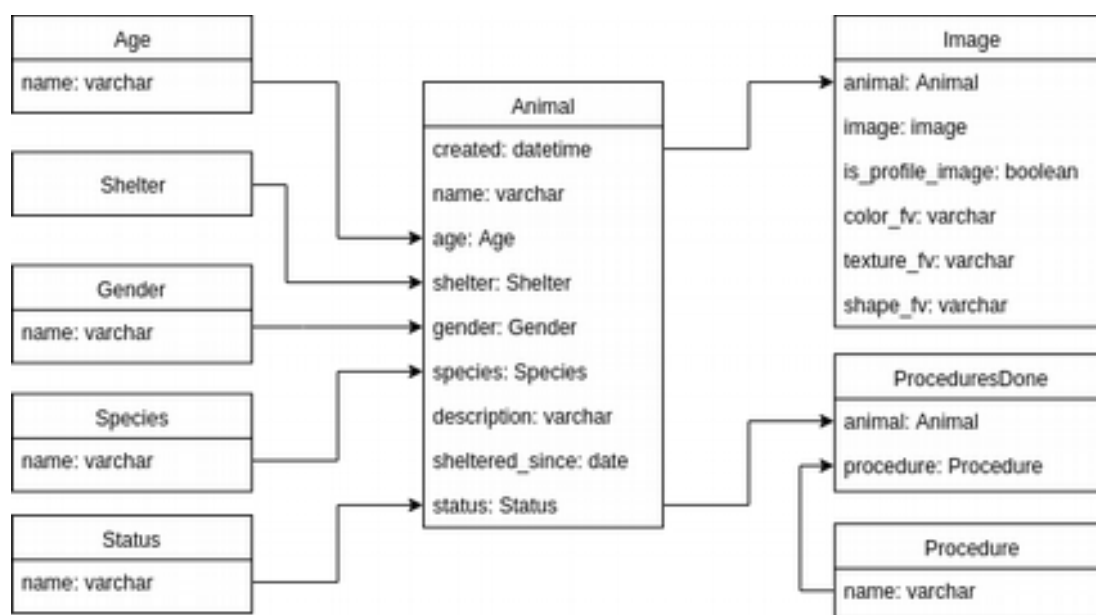 Age
name: varchar
Shelter
Gender
name: varchar
Species
name: varchar
Status
name: varchar
Animal
created: datetime
name: varchar
age: Age
shelter: Shelter
gender: Gender
species: Species
description: varchar
sheltered_since: date
status: Status
Image
animal: Animal
image: image
is_profile_image: boolean
color_fv: varchar
texture_fv: varchar
shape_fv: varchar
ProceduresDone
animal: Animal
procedure: Procedure
Procedure
name: varchar